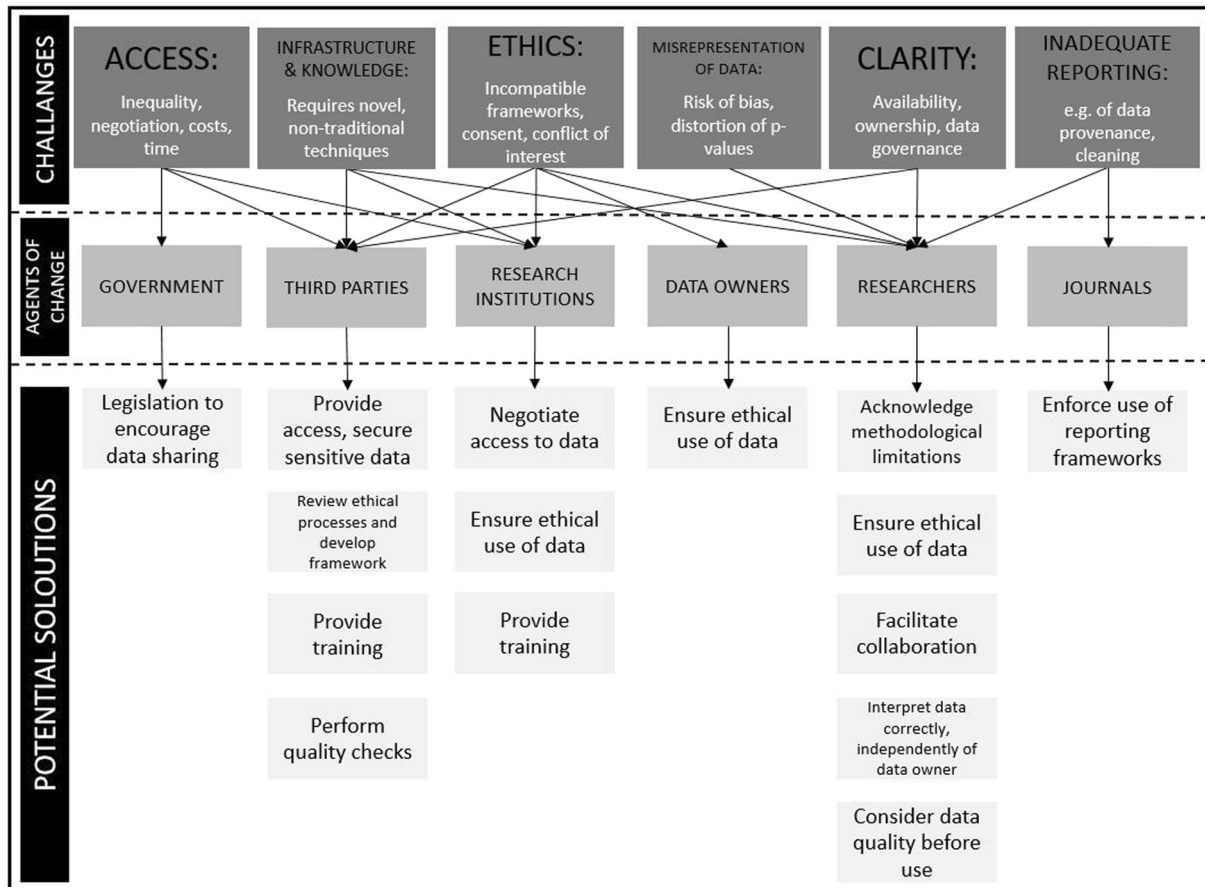 CHALLANGES
ACCESS:
Inequality,
negotiation, costs,
time
INFRASTRUCTURE
& KNOWLEDGE:
Requires novel,
non-traditional
techniques
ETHICS:
Incompatible
frameworks,
consent, conflict of
interest
MISREPRESENTATION
OF DATA:
Risk of bias,
distortion of p-
values
CLARITY:
Availability,
ownership, data
governance
INADEQUATE
REPORTING:
e.g. of data
provenance,
cleaning
AGENTS OF
CHANGE
GOVERNMENT
THIRD PARTIES
RESEARCH
INSTITUTIONS
DATA OWNERS
RESEARCHERS
JOURNALS
POTENTIAL SOLOUTIONS
Legislation to
encourage
data sharing
Provide
access, secure
sensitive data
Review ethical
processes and
develop
framework
Provide
training
Perform
quality checks
Negotiate
access to data
Ensure ethical
use of data
Provide
training
Ensure ethical
use of data
Acknowledge
methodological
limitations
Ensure ethical
use of data
Facilitate
collaboration
Interpret data
correctly,
independently of
data owner
Consider data
quality before
use
Enforce use of
reporting
frameworks